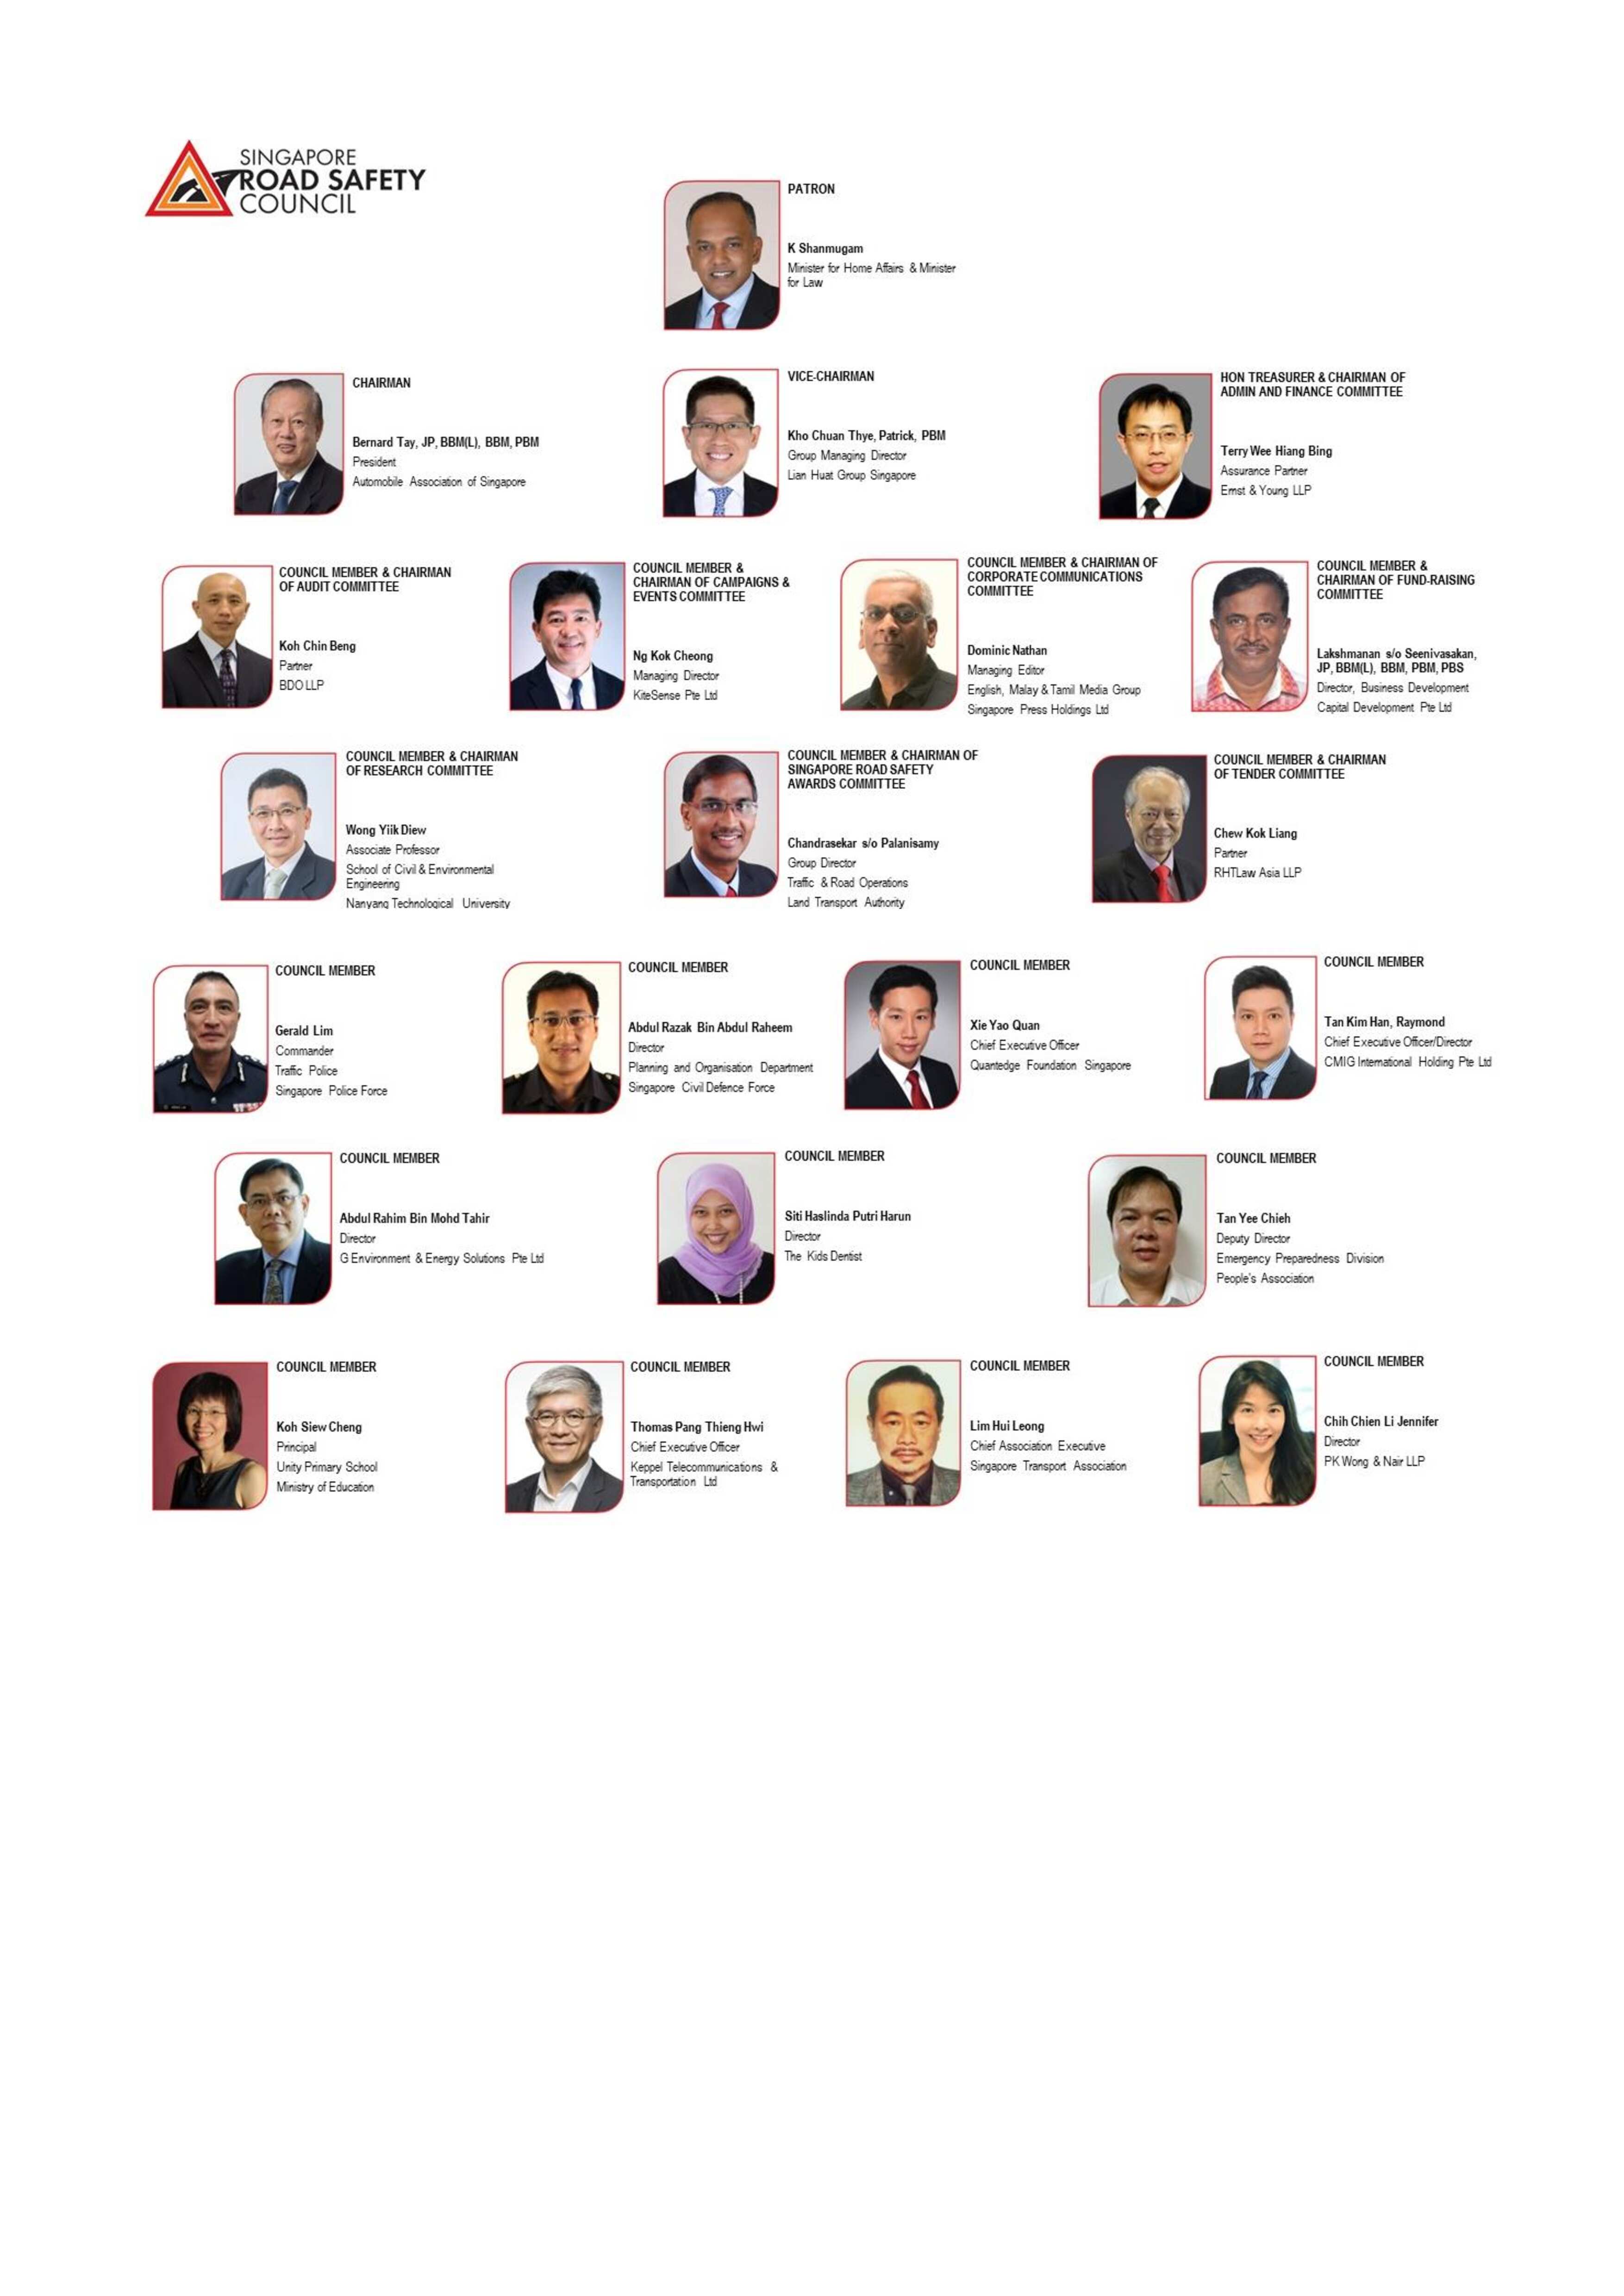 SINGAPORE
ROAD SAFETY
COUNCIL
PATRON
K Shanmugam
Minister for Home Affairs & Minister
for Law
CHAIRMAN
Bernard Tay, JP, BBM(L), BBM, PBM
President
Automobile Association of Singapore
VICE-CHAIRMAN
Kho Chuan Thye, Patrick, PBM
Group Managing Director
Lian Huat Group Singapore
HON TREASURER & CHAIRMAN OF
ADMIN AND FINANCE COMMITTEE
Terry Wee Hiang Bing
Assurance Partner
Ernst & Young LLP
COUNCIL MEMBER & CHAIRMAN
OF AUDIT COMMITTEE
Koh Chin Beng
Partner
BDO LLP
COUNCIL MEMBER &
CHAIRMAN OF CAMPAIGNS &
EVENTS COMMITTEE
Ng Kok Cheong
Managing Director
KiteSense Pte Ltd
COUNCIL MEMBER & CHAIRMAN OF
CORPORATE COMMUNICATIONS
COMMITTEE
Dominic Nathan
Managing Editor
English, Malay & Tamil Media Group
Singapore Press Holdings Ltd
COUNCIL MEMBER &
CHAIRMAN OF FUND-RAISING
COMMITTEE
Lakshmanan s/o Seenivasakan,
JP, BBM(L), BBM, PBM, PBS
Director, Business Development
Capital Development Pte Ltd
COUNCIL MEMBER & CHAIRMAN
OF RESEARCH COMMITTEE
Wong Yiik Diew
Associate Professor
School of Civil & Environmental
Engineering
Nanyang Technological University
COUNCIL MEMBER & CHAIRMAN OF
SINGAPORE ROAD SAFETY
AWARDS COMMITTEE
Chandrasekar s/o Palanisamy
Group Director
Traffic & Road Operations
Land Transport Authority
COUNCIL MEMBER & CHAIRMAN
OF TENDER COMMITTEE
Chew Kok Liang
Partner
RHTLaw Asia LLP
COUNCIL MEMBER
Gerald Lim
Commander
Traffic Police
Singapore Police Force
COUNCIL MEMBER
Abdul Razak Bin Abdul Raheem
Director
Planning and Organisation Department
Singapore Civil Defence Force
COUNCIL MEMBER
Xie Yao Quan
Chief Executive Officer
Quantedge Foundation Singapore
COUNCIL MEMBER
Tan Kim Han, Raymond
Chief Executive Officer/Director
CMIG International Holding Pte Ltd
COUNCIL MEMBER
Abdul Rahim Bin Mohd Tahir
Director
G Environment & Energy Solutions Pte Ltd
COUNCIL MEMBER
Siti Haslinda Putri Harun
Director
The Kids Dentist
COUNCIL MEMBER
Tan Yee Chieh
Deputy Director
Emergency Preparedness Division
People's Association
COUNCIL MEMBER
Koh Siew Cheng
Principal
Unity Primary School
Ministry of Education
COUNCIL MEMBER
Thomas Pang Thieng Hwi
Chief Executive Officer
Keppel Telecommunications &
Transportation Ltd
COUNCIL MEMBER
Lim Hui Leong
Chief Association Executive
Singapore Transport Association
COUNCIL MEMBER
Chih Chien Li Jennifer
Director
PK Wong & Nair LLP